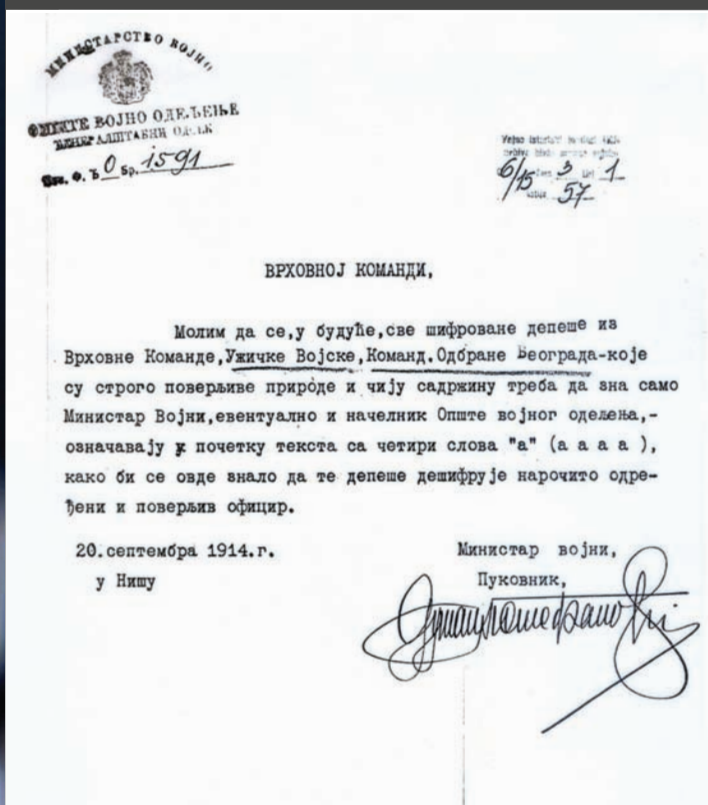 МИНИСТАРСТВО ВОЈНО
ОПШТЕ ВОЈНО ОДЕЉЕЊЕ
ЂЕНЕРАЛШТАБНИ ОДСЕК
Ф. Ђ О Бр. 1591
6/15 3 1
57
ВРХОВНОЈ КОМАНДИ,
Молим да се,у будуће,све шифроване депеше из
Врховне Команде,Ужичке Војске,Команд.Одбране Београда-које
су строго поверљиве природе и чију садржину треба да зна само
Министар Војни,евентуално и начелник Опште војног оделења,-
означавају у почетку текста са четири слова "а" (а а а а ),
како би се овде знало да те депеше дешифрује нарочито одре-
ђени и поверљив официр.
20.септембра 1914.г.
у Нишу
Министар војни,
Пуковник,